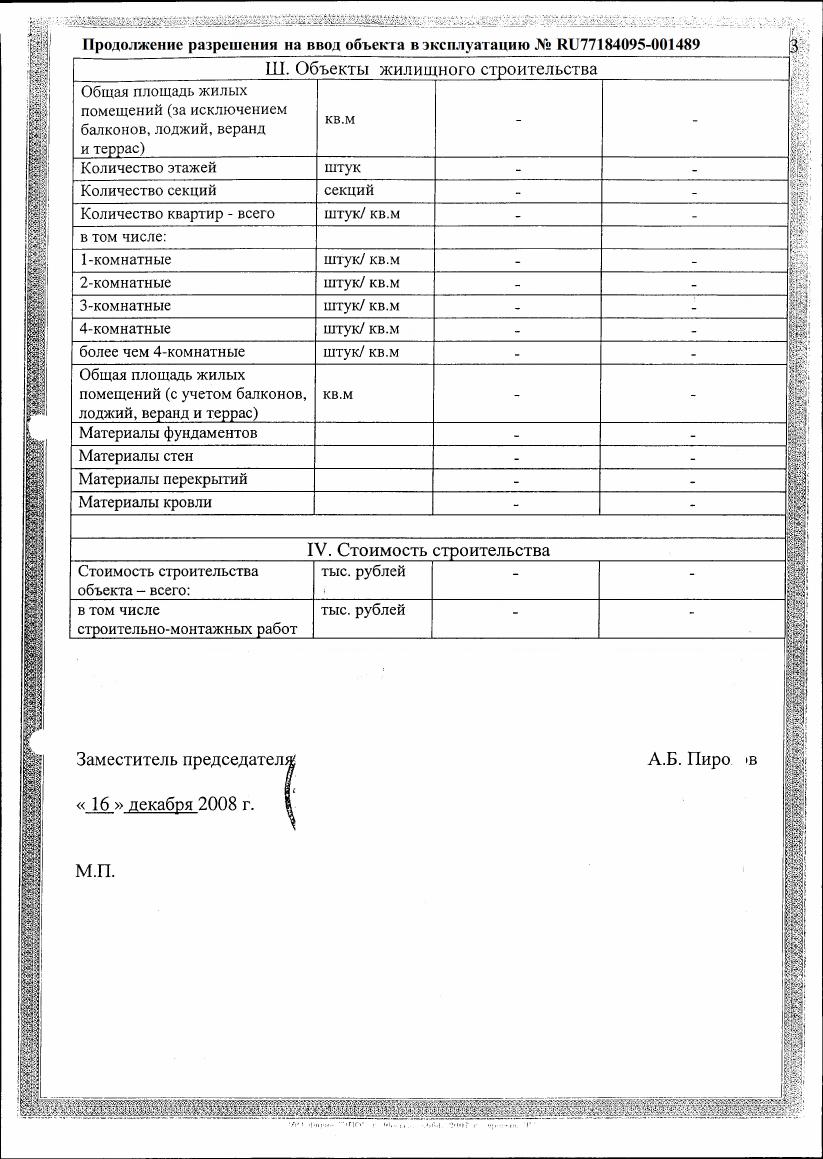 Продолжение разрешения на ввод объекта в эксплуатацию № RU77184095-001489
3
Ш. Объекты жилищного строительства
Общая площадь жилых
помещений (за исключением
балконов, лоджий, веранд
и террас)
кв.м - -
Количество этажей штук - -
Количество секций секций - -
Количество квартир - всего штук/ кв.м - -
в том числе:
1-комнатные штук/ кв.м - -
2-комнатные штук/ кв.м - -
3-комнатные штук/ кв.м - -
4-комнатные штук/ кв.м - -
более чем 4-комнатные штук/ кв.м - -
Общая площадь жилых
помещений (с учетом балконов,
лоджий, веранд и террас)
кв.м - -
Материалы фундаментов - -
Материалы стен - -
Материалы перекрытий - -
Материалы кровли - -
IV. Стоимость строительства
Стоимость строительства
объекта – всего:
тыс. рублей - -
в том числе
строительно-монтажных работ
тыс. рублей - -
Заместитель председателя А.Б.
« 16 » декабря 2008 г.
М.П.